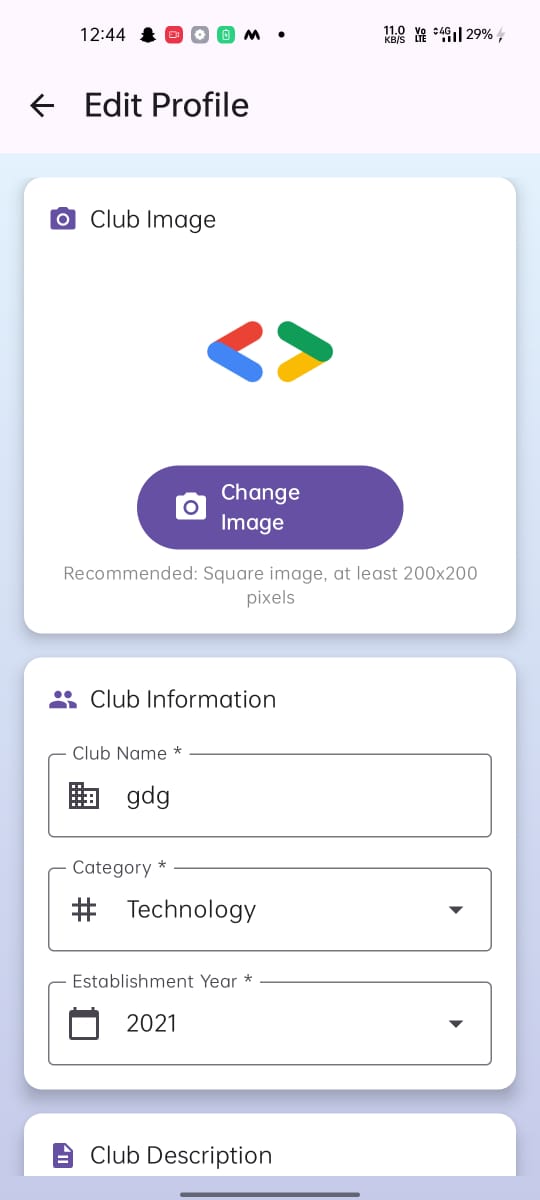 12:44 11.0 KB/S Vo LTE 4G 29%
Edit Profile
Club Image
Change
Image
Recommended: Square image, at least 200x200
pixels
Club Information
Club Name *
gdg
Category *
Technology
Establishment Year *
2021
Club Description